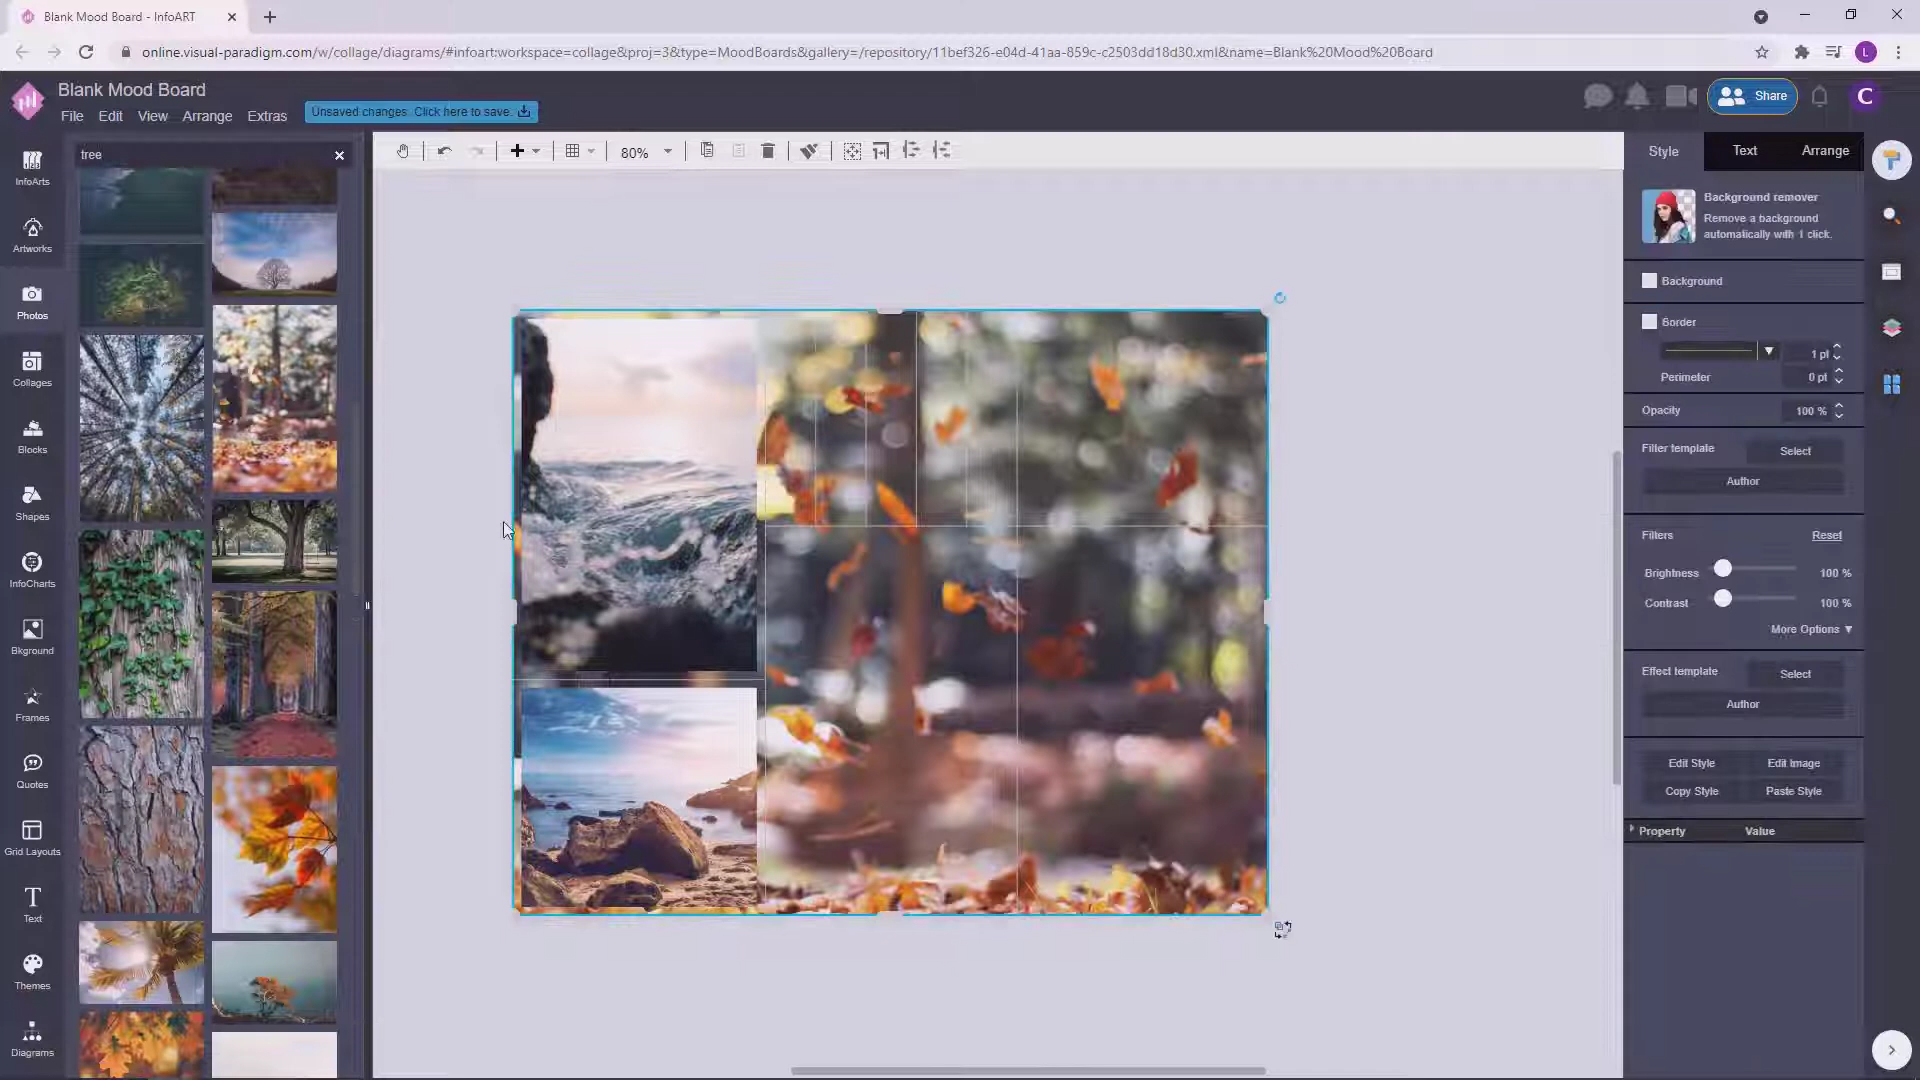 Blank Mood Board - InfoART
online.visual-paradigm.com/w/collage/diagrams/#infoart:workspace=collage&proj=3&type=MoodBoards&gallery=/repository/11bef326-e04d-41aa-859c-c2503dd18d30.xml&name=Blank%20Mood%20Board
L
Blank Mood Board
File Edit View Arrange Extras
Unsaved changes. Click here to save.
Share
C
tree
80%
Style Text Arrange
InfoArts
Artworks
Photos
Collages
Blocks
Shapes
InfoCharts
Bkground
Frames
Quotes
Grid Layouts
T
Text
Themes
Diagrams
Background remover
Remove a background
automatically with 1 click.
Background
Border
1 pt
Perimeter 0 pt
Opacity 100 %
Filter template Select
Author
Filters Reset
Brightness 100 %
Contrast 100 %
More Options ▼
Effect template Select
Author
Edit Style Edit Image
Copy Style Paste Style
Property Value